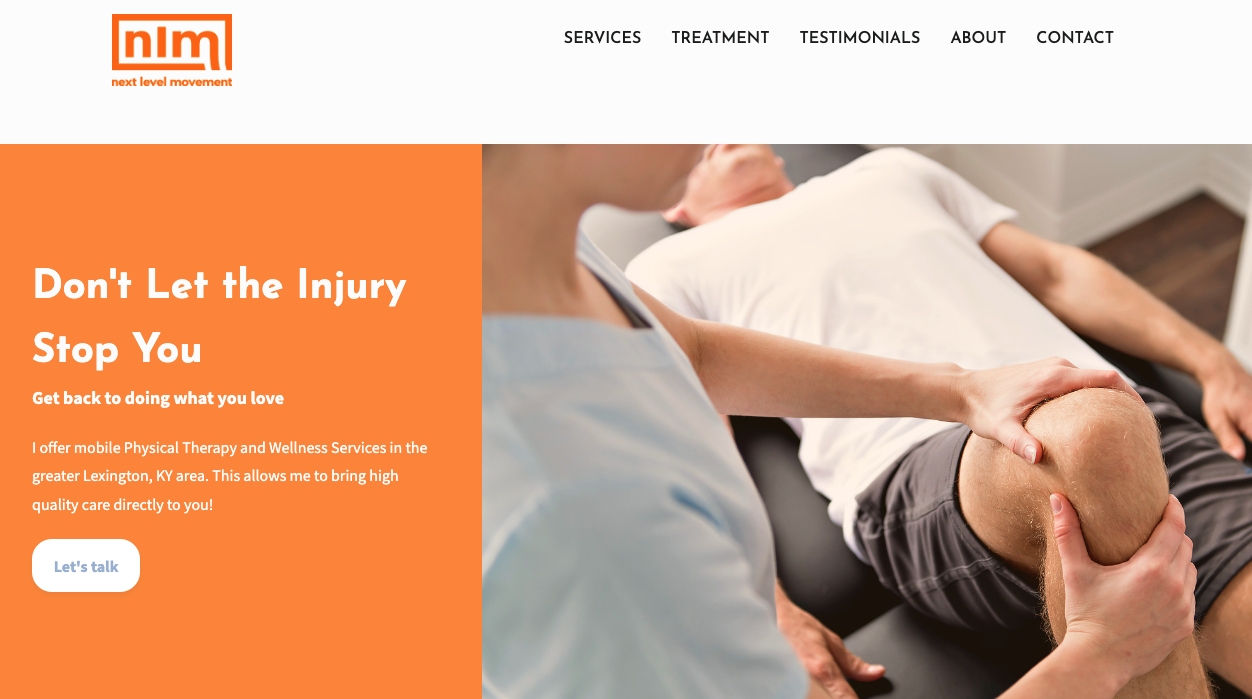 nlm
next level movement
SERVICES TREATMENT TESTIMONIALS ABOUT CONTACT
Don't Let the Injury
Stop You
Get back to doing what you love
I offer mobile Physical Therapy and Wellness Services in the
greater Lexington, KY area. This allows me to bring high
quality care directly to you!
Let's talk